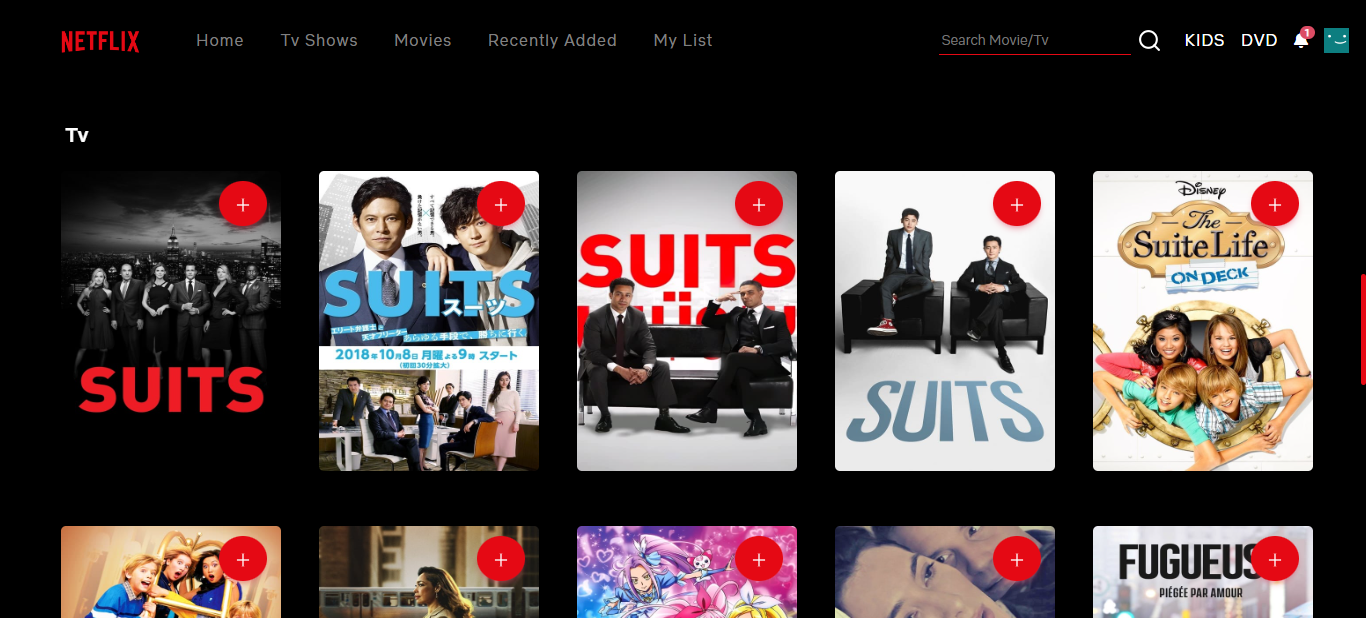 NETFLIX
Home
Tv Shows
Movies
Recently Added
My List
Search Movie/Tv
KIDS
DVD
1
Tv
SUITS
SUITS
スーツ
エリート弁護士と
天才フリーター
あらゆる手段で、勝ちに行く。
2018年10月8日 月曜よる9時 スタート
(初回30分拡大)
SUITS
SUITS
Disney
The
Suite Life
ON DECK
FUGUEUS
PIÉGÉE PAR AMOUR